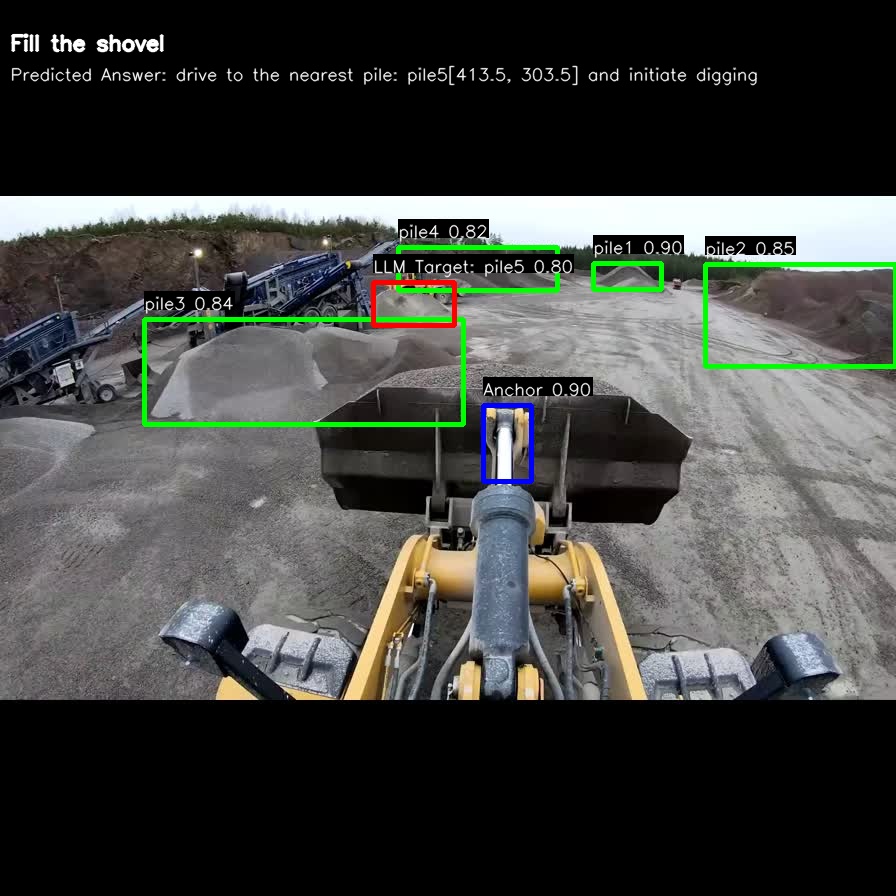 Fill the shovel
Predicted Answer: drive to the nearest pile: pile5[413.5, 303.5] and initiate digging
pile4 0.82
pile1 0.90
pile2 0.85
LLM Target: pile5 0.80
pile3 0.84
Anchor 0.90